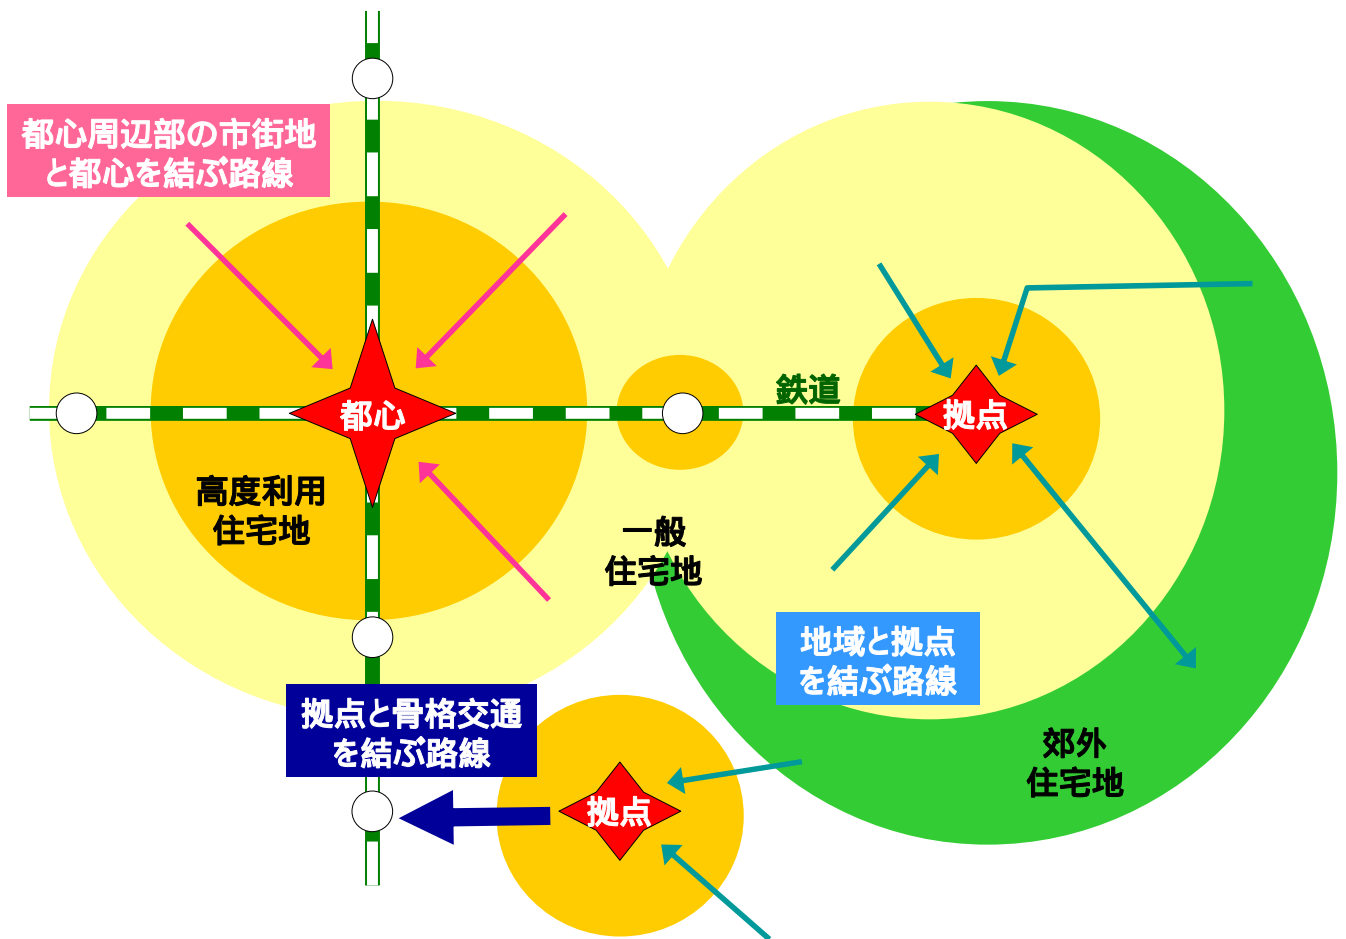 都心周辺部の市街地
と都心を結ぶ路線
鉄道
都心
拠点
高度利用
住宅地
一般
住宅地
地域と拠点
を結ぶ路線
拠点と骨格交通
を結ぶ路線
郊外
住宅地
拠点